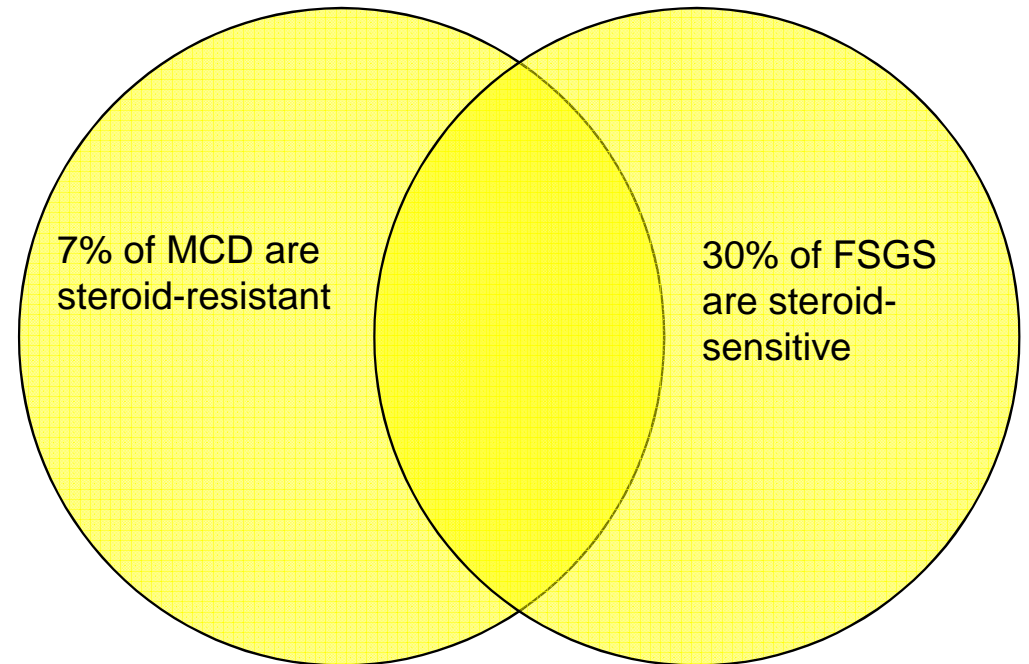 7% of MCD are
steroid-resistant
30% of FSGS
are steroid-
sensitive